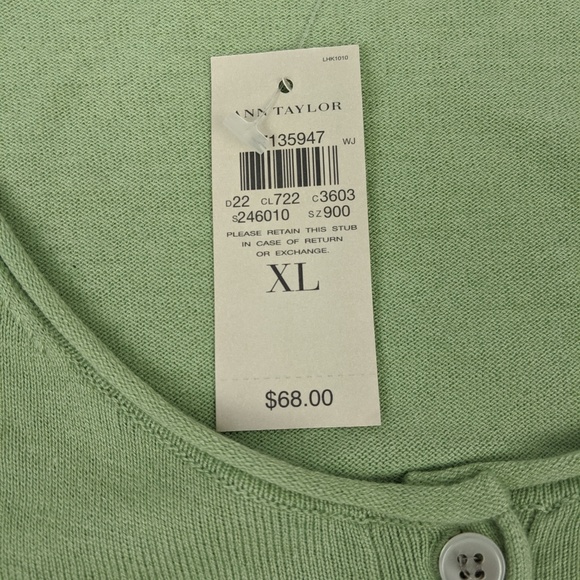 LHK1010
ANN TAYLOR
135947 WJ
D22 CL722 C3603
S246010 SZ900
PLEASE RETAIN THIS STUB
IN CASE OF RETURN
OR EXCHANGE.
XL
$68.00